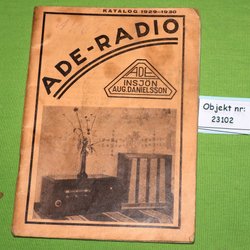 KATALOG 1929-1930
ADE-RADIO
ADE
INSJÖN
AUG. DANIELSSON
Objekt nr:
23102